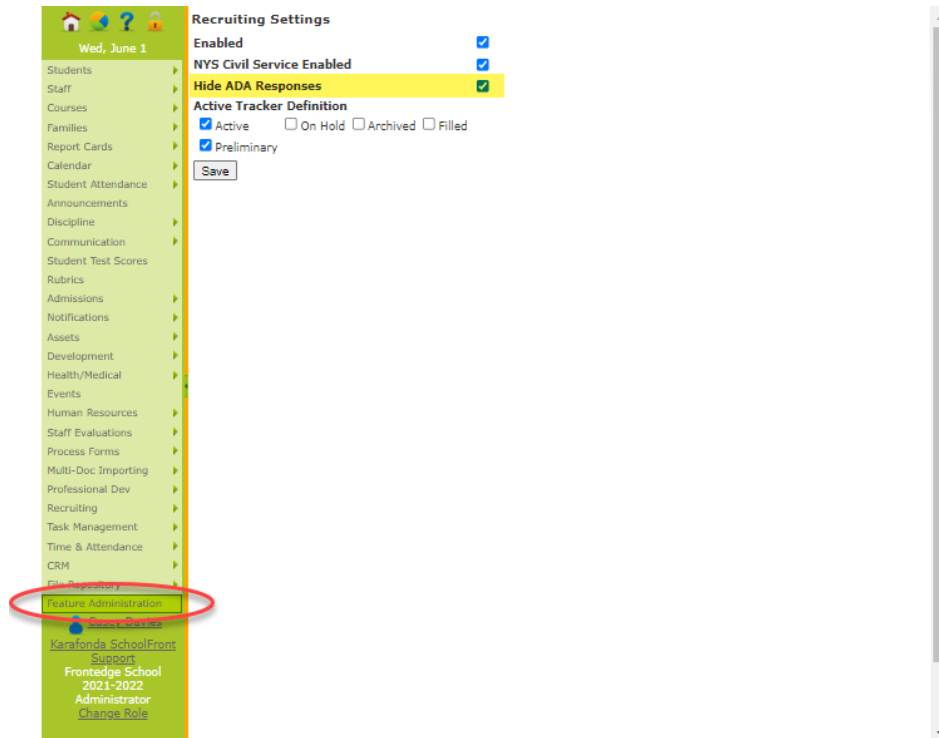 Wed, June 1
Students
Staff
Courses
Families
Report Cards
Calendar
Student Attendance
Announcements
Discipline
Communication
Student Test Scores
Rubrics
Admissions
Notifications
Assets
Development
Health/Medical
Events
Human Resources
Staff Evaluations
Process Forms
Multi-Doc Importing
Professional Dev
Recruiting
Task Management
Time & Attendance
CRM
File Repository
Feature Administration
Casey Davies
Karafonda SchoolFront
Support
Frontedge School
2021-2022
Administrator
Change Role
Recruiting Settings
Enabled
NYS Civil Service Enabled
Hide ADA Responses
Active Tracker Definition
Active On Hold Archived Filled
Preliminary
Save